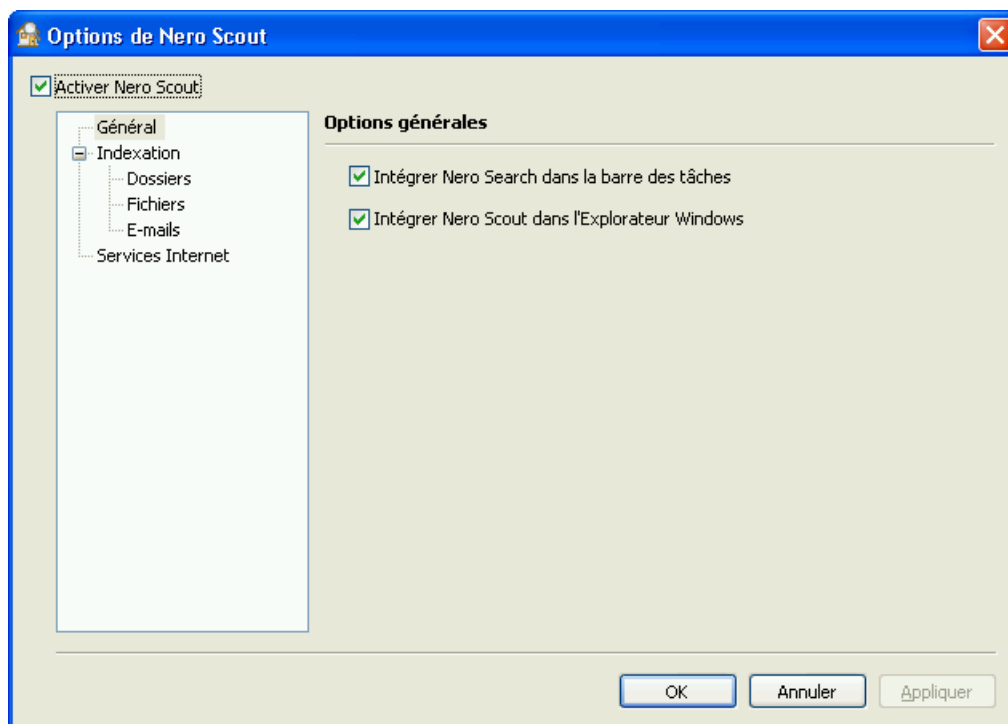 Options de Nero Scout
Activer Nero Scout
Général
Indexation
Dossiers
Fichiers
E-mails
Services Internet
Options générales
Intégrer Nero Search dans la barre des tâches
Intégrer Nero Scout dans l'Explorateur Windows
OK
Annuler
Appliquer